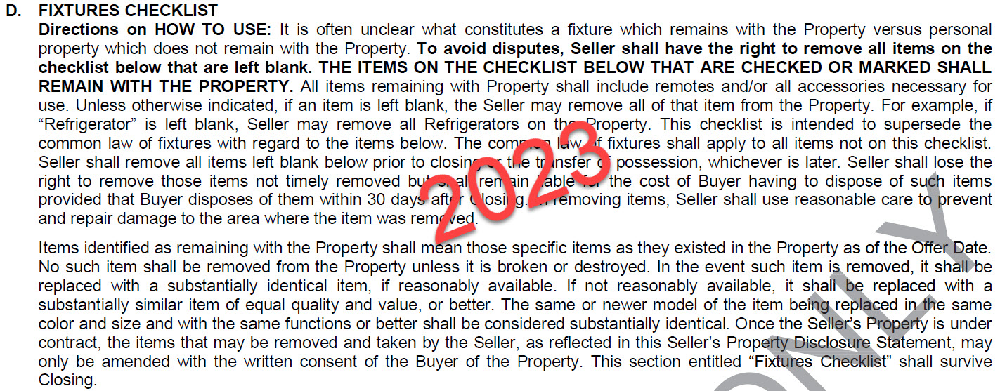 D. FIXTURES CHECKLIST
Directions on HOW TO USE: It is often unclear what constitutes a fixture which remains with the Property versus personal
property which does not remain with the Property. To avoid disputes, Seller shall have the right to remove all items on the
checklist below that are left blank. THE ITEMS ON THE CHECKLIST BELOW THAT ARE CHECKED OR MARKED SHALL
REMAIN WITH THE PROPERTY. All items remaining with Property shall include remotes and/or all accessories necessary for
use. Unless otherwise indicated, if an item is left blank, the Seller may remove all of that item from the Property. For example, if
“Refrigerator” is left blank, Seller may remove all Refrigerators on the Property. This checklist is intended to supersede the
common law of fixtures with regard to the items below. The common law of fixtures shall apply to all items not on this checklist.
Seller shall remove all items left blank below prior to closing or the transfer of possession, whichever is later. Seller shall lose the
right to remove those items not timely removed but shall remain liable for the cost of Buyer having to dispose of such items
provided that Buyer disposes of them within 30 days after Closing. In removing items, Seller shall use reasonable care to prevent
and repair damage to the area where the item was removed.
Items identified as remaining with the Property shall mean those specific items as they existed in the Property as of the Offer Date.
No such item shall be removed from the Property unless it is broken or destroyed. In the event such item is removed, it shall be
replaced with a substantially identical item, if reasonably available. If not reasonably available, it shall be replaced with a
substantially similar item of equal quality and value, or better. The same or newer model of the item being replaced in the same
color and size and with the same functions or better shall be considered substantially identical. Once the Seller’s Property is under
contract, the items that may be removed and taken by the Seller, as reflected in this Seller’s Property Disclosure Statement, may
only be amended with the written consent of the Buyer of the Property. This section entitled “Fixtures Checklist” shall survive
Closing.
2023
ONLY